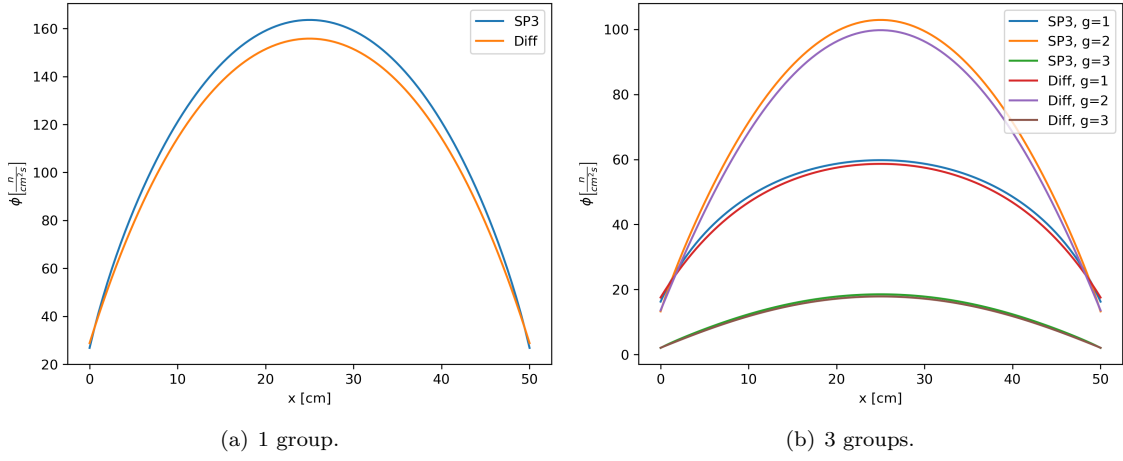 SP3
Diff
160
140
120
100
80
60
40
20
0
10
20
30
40
50
x [cm]
ϕ[n/cm²s]
(a) 1 group.
SP3, g=1
SP3, g=2
SP3, g=3
Diff, g=1
Diff, g=2
Diff, g=3
100
80
60
40
20
0
0
10
20
30
40
50
x [cm]
ϕ[n/cm²s]
(b) 3 groups.